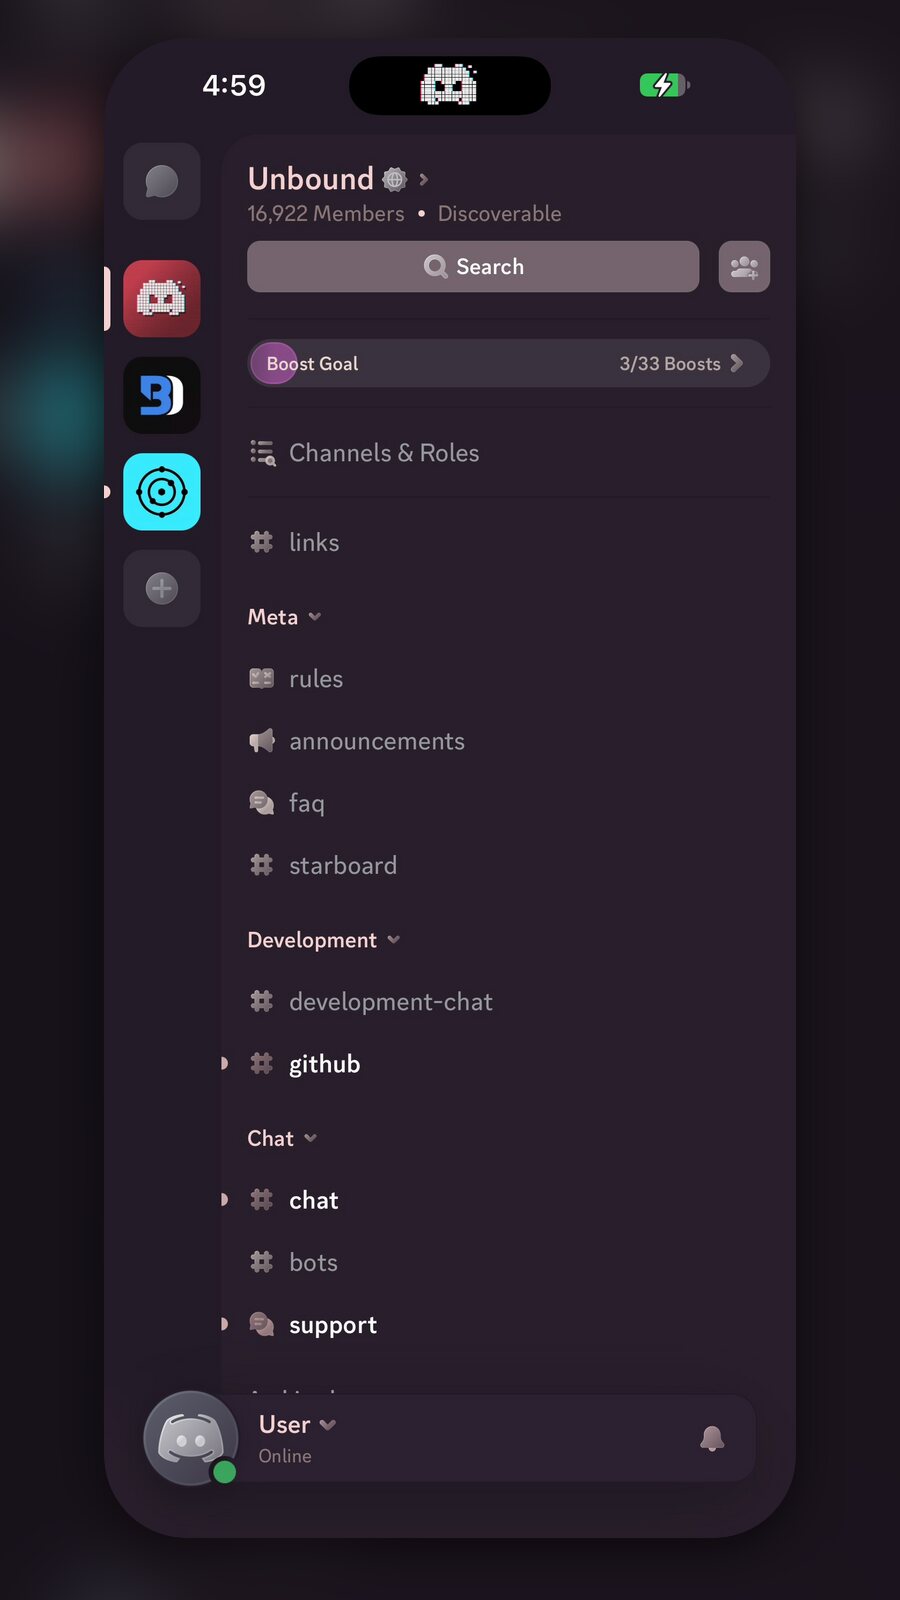 4:59
Unbound
16,922 Members • Discoverable
Search
Boost Goal 3/33 Boosts
Channels & Roles
links
Meta
rules
announcements
faq
starboard
Development
development-chat
github
Chat
chat
bots
support
User
Online